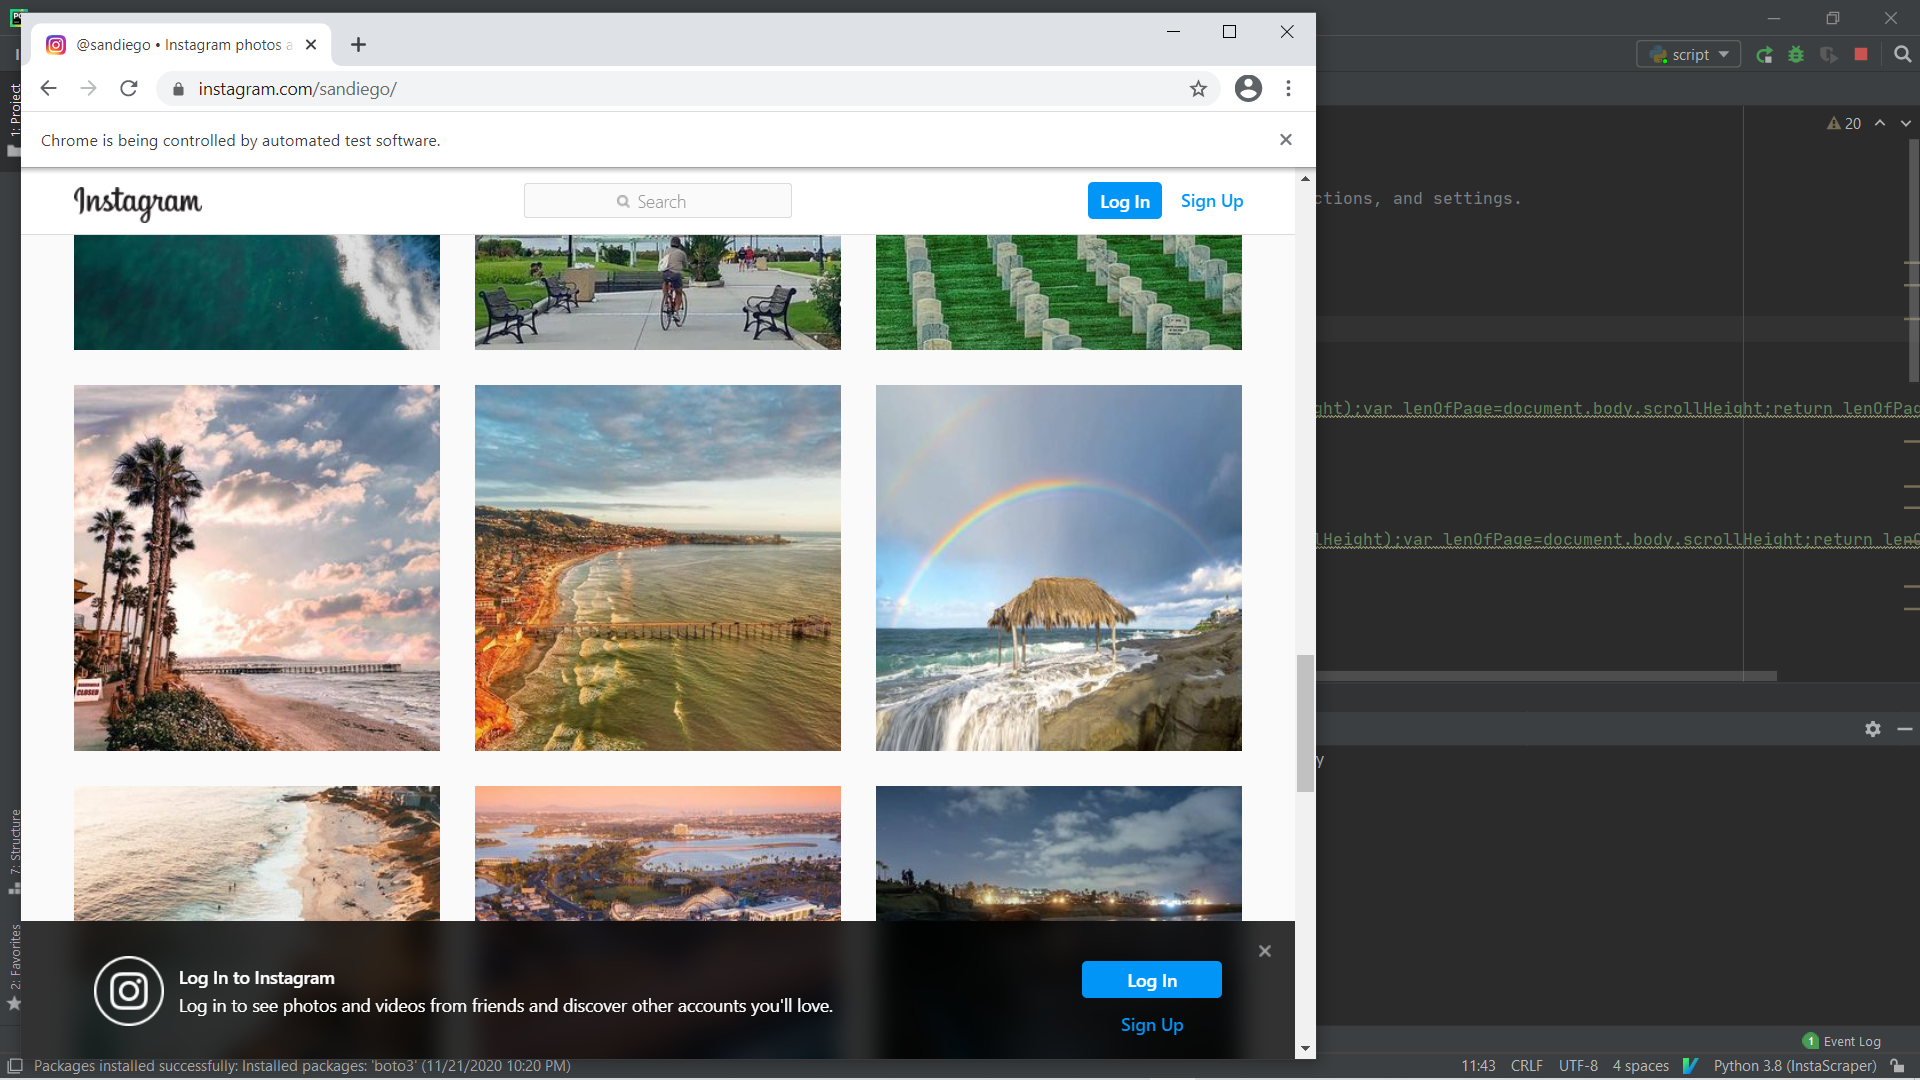 @sandiego • Instagram photos a
instagram.com/sandiego/
Chrome is being controlled by automated test software.
Instagram
Search
Log In
Sign Up
CLOSED
Log In to Instagram
Log in to see photos and videos from friends and discover other accounts you'll love.
Log In
Sign Up
1: Project
7: Structure
2: Favorites
script
20
ctions, and settings.
ght);var lenOfPage=document.body.scrollHeight;return lenOfPag
lHeight);var lenOfPage=document.body.scrollHeight;return lenO
y
1 Event Log
Packages installed successfully: Installed packages: 'boto3' (11/21/2020 10:20 PM)
11:43 CRLF UTF-8 4 spaces Python 3.8 (InstaScraper)